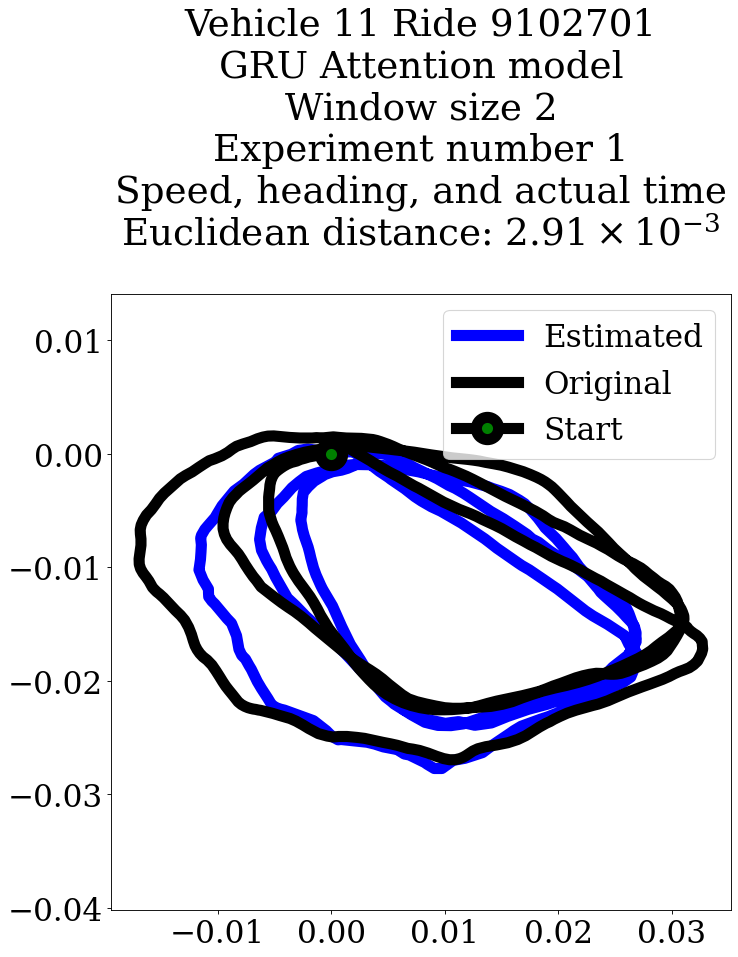 Vehicle 11 Ride 9102701
GRU Attention model
Window size 2
Experiment number 1
Speed, heading, and actual time
Euclidean distance: 2.91 × 10⁻³
Estimated
Original
Start
0.01
0.00
−0.01
−0.02
−0.03
−0.04
−0.01 0.00 0.01 0.02 0.03